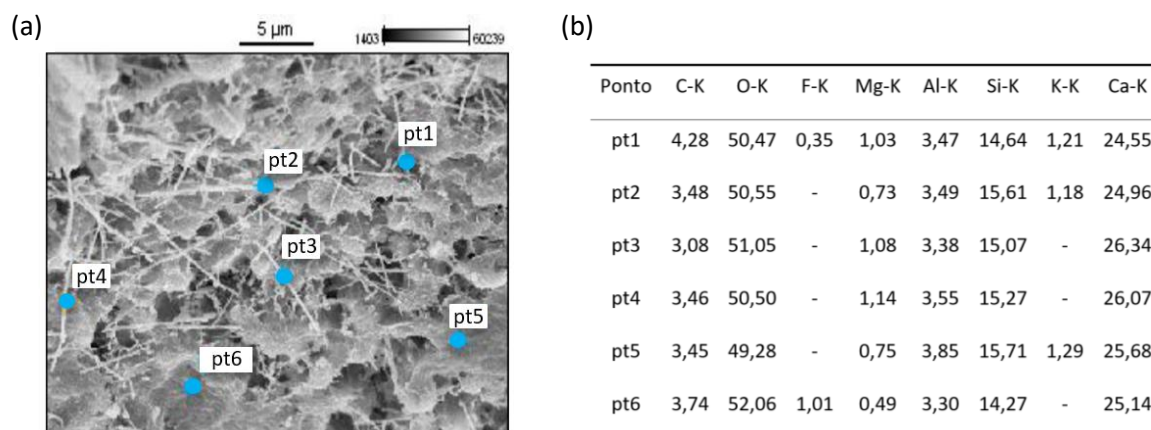 (a)
5 µm
1403
60239
pt1
pt2
pt3
pt4
pt5
pt6
(b)
Ponto C-K O-K F-K Mg-K Al-K Si-K K-K Ca-K
pt1 4,28 50,47 0,35 1,03 3,47 14,64 1,21 24,55
pt2 3,48 50,55 - 0,73 3,49 15,61 1,18 24,96
pt3 3,08 51,05 - 1,08 3,38 15,07 - 26,34
pt4 3,46 50,50 - 1,14 3,55 15,27 - 26,07
pt5 3,45 49,28 - 0,75 3,85 15,71 1,29 25,68
pt6 3,74 52,06 1,01 0,49 3,30 14,27 - 25,14